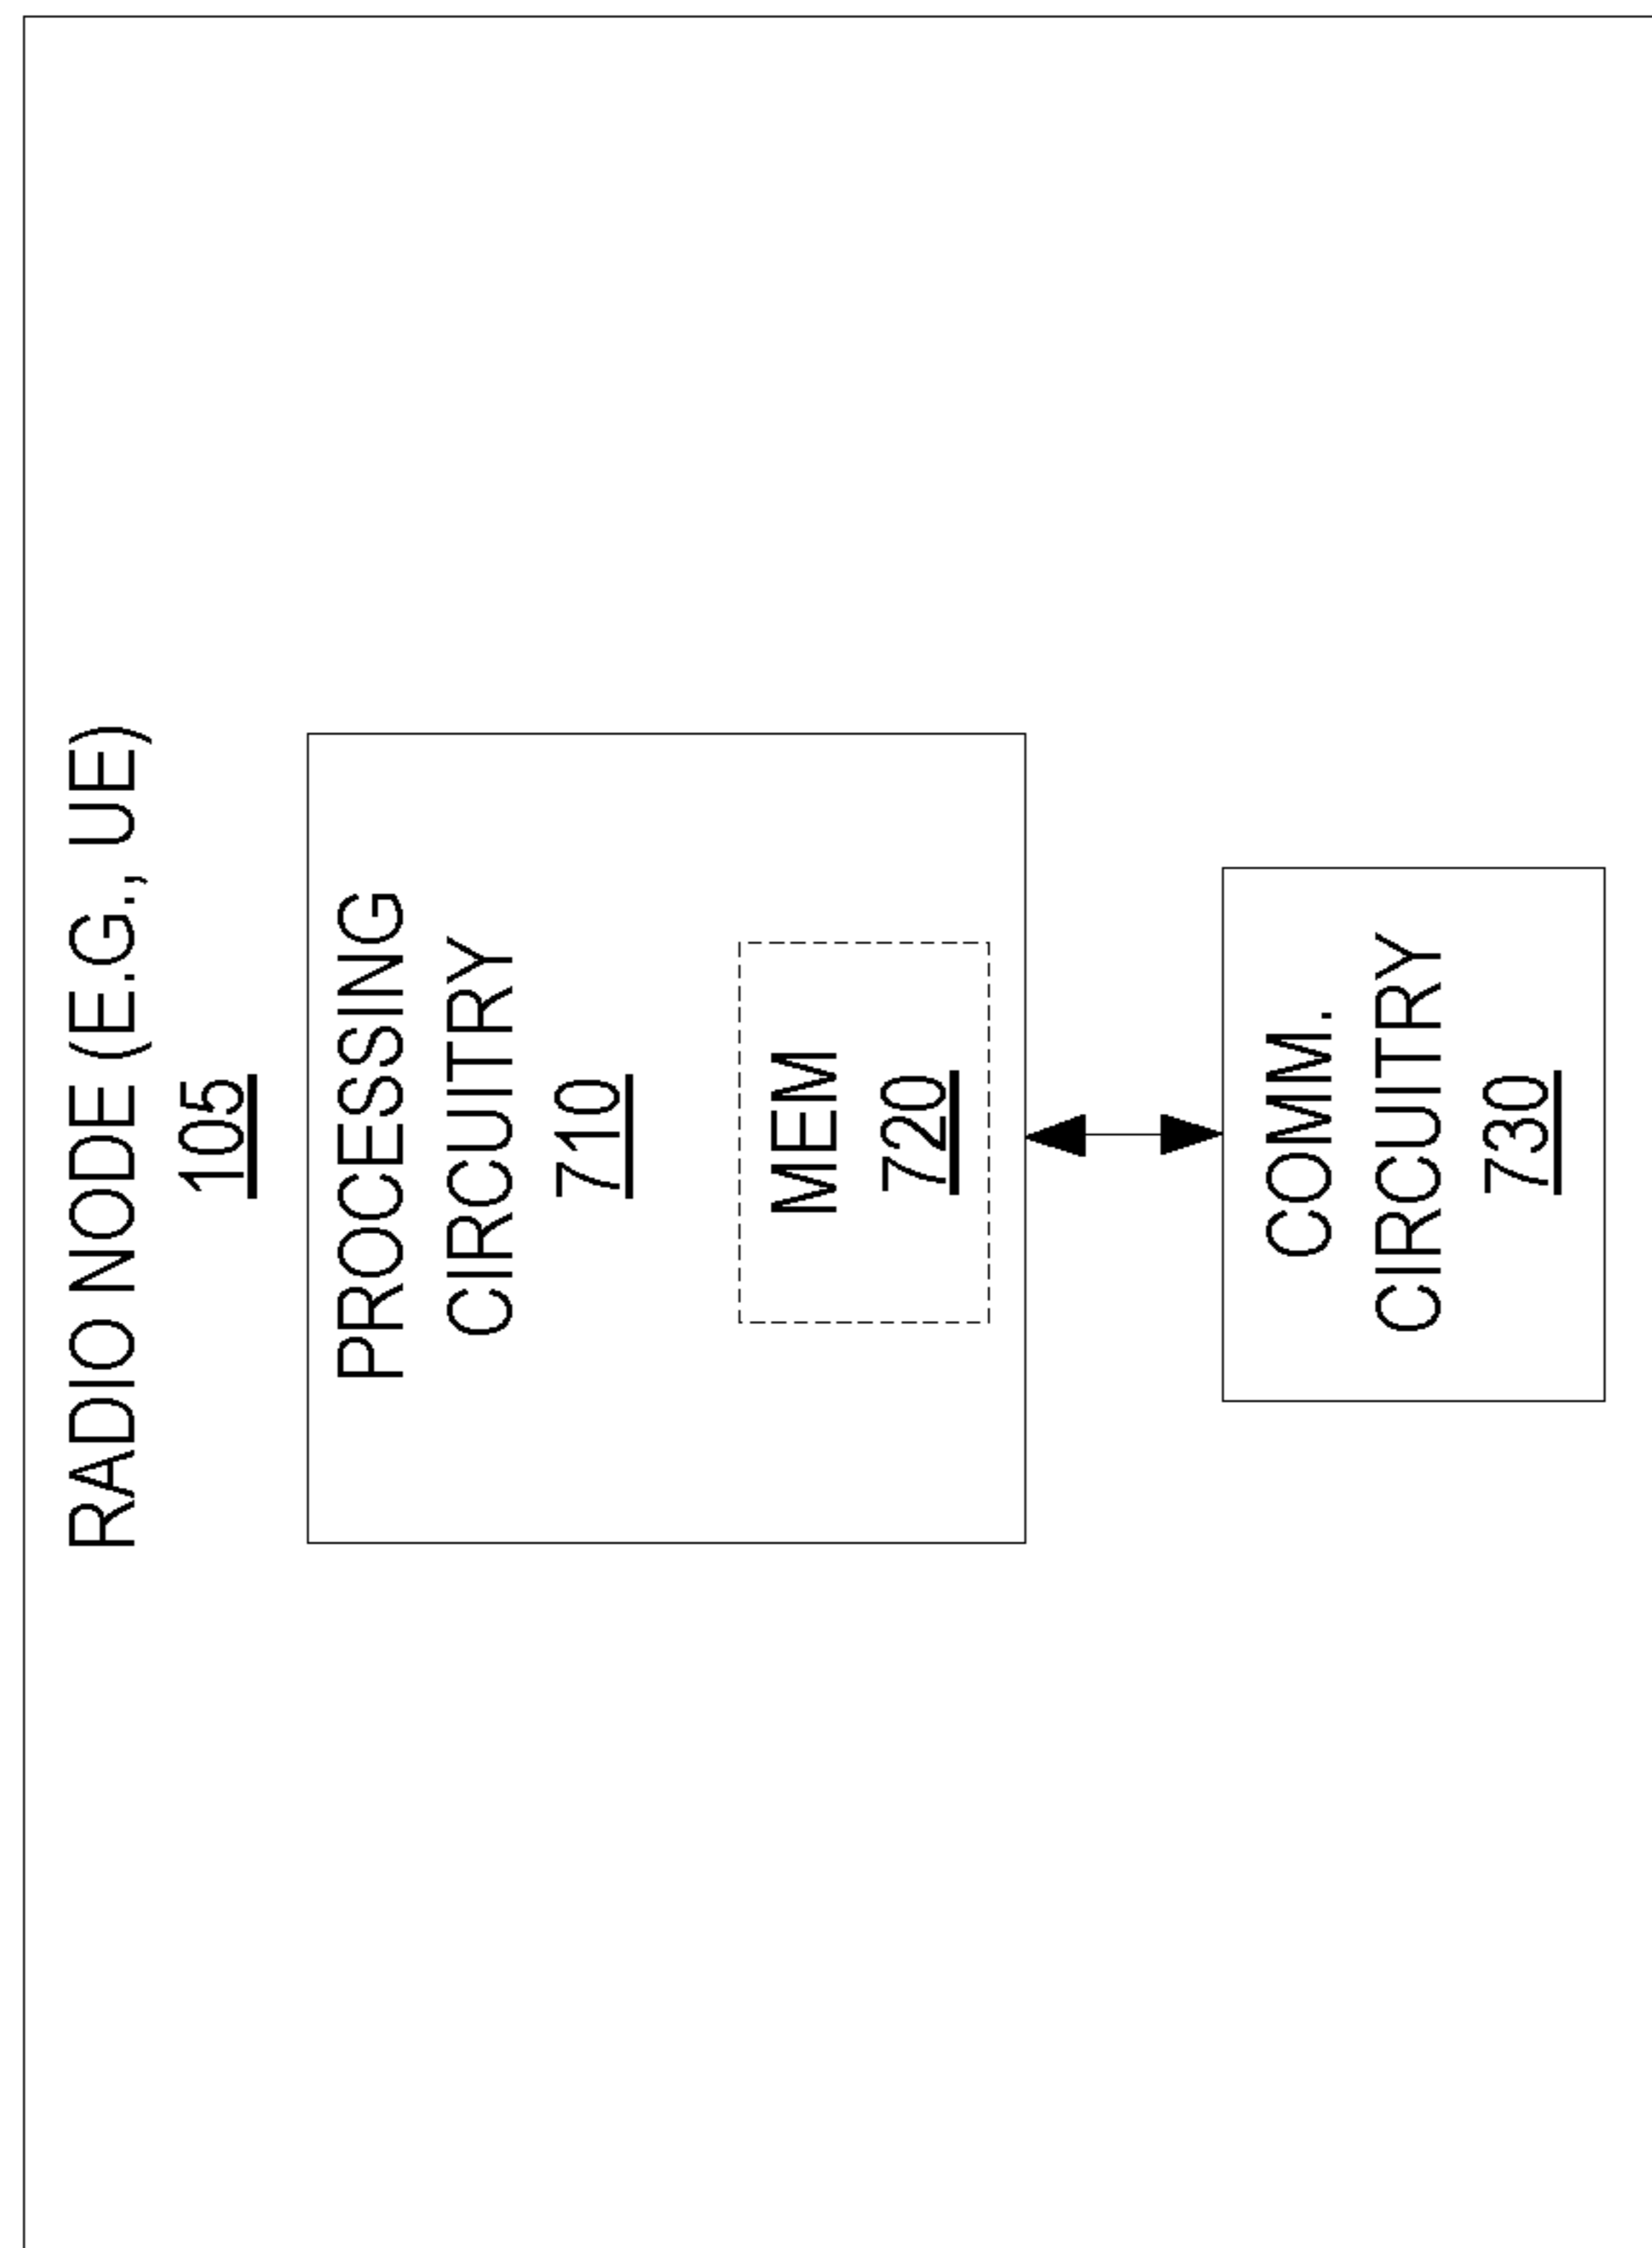 RADIO NODE (E.G., UE)
105
PROCESSING
CIRCUITRY
710
MEM
720
COMM.
CIRCUITRY
730